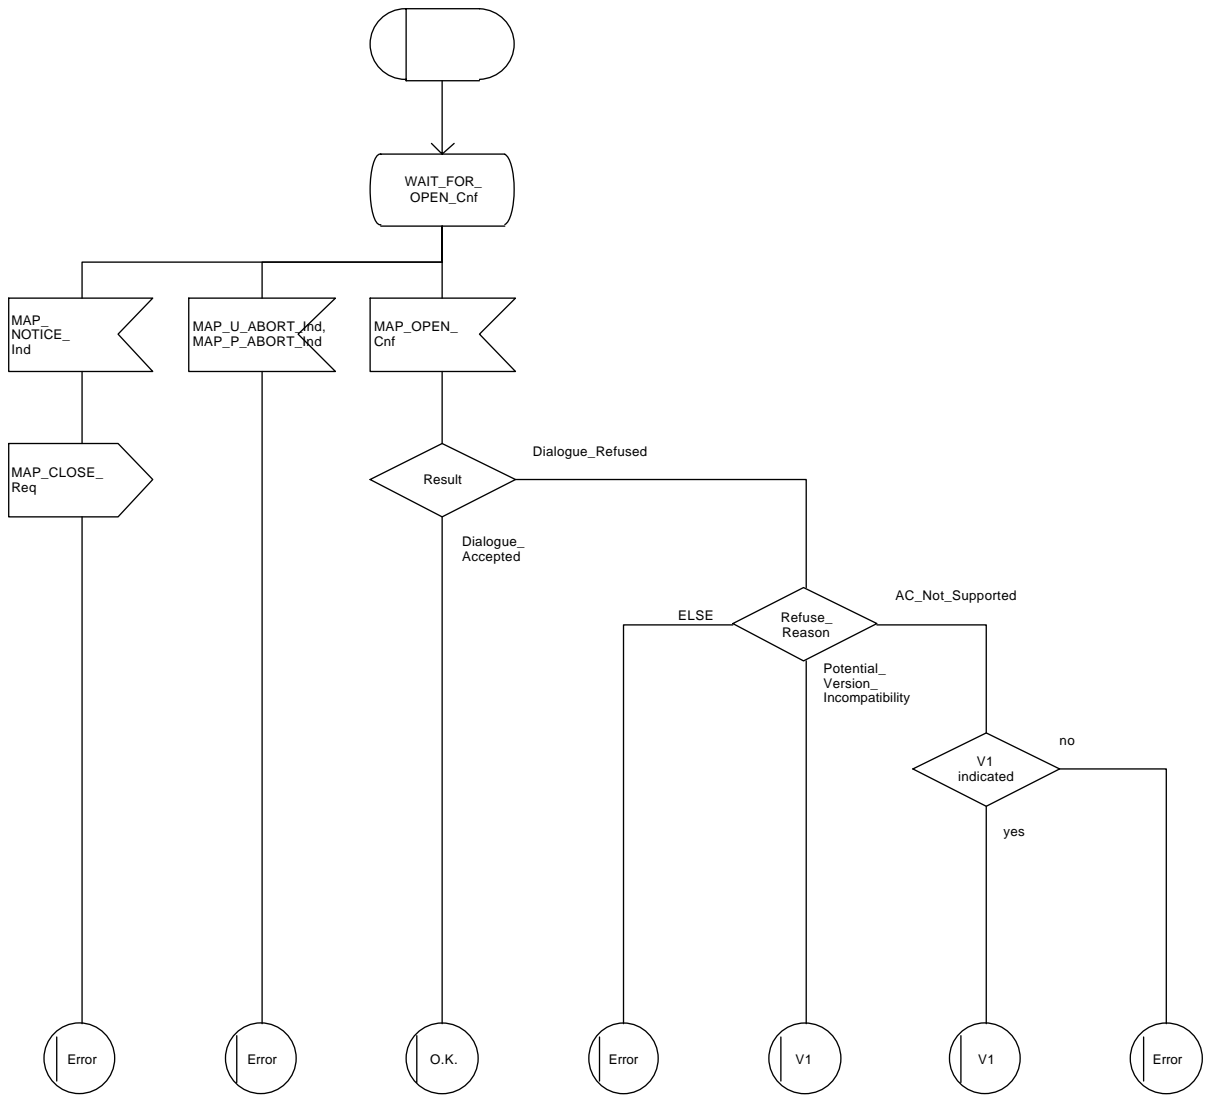 WAIT_FOR_
OPEN_Cnf
MAP_
NOTICE_
Ind
MAP_U_ABORT_Ind,
MAP_P_ABORT_Ind
MAP_OPEN_
Cnf
MAP_CLOSE_
Req
Result
Dialogue_Refused
Dialogue_
Accepted
ELSE
Refuse_
Reason
AC_Not_Supported
Potential_
Version_
Incompatibility
V1
indicated
no
yes
Error
Error
O.K.
Error
V1
V1
Error